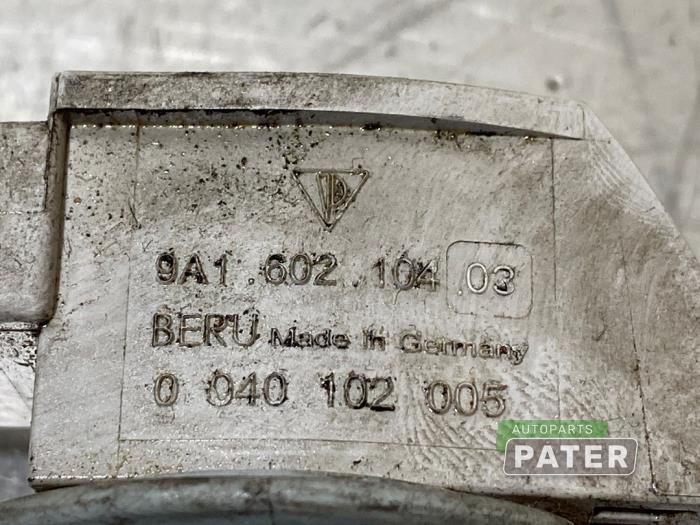 9A1.602.104.03
BERU Made in Germany
0 040 102 005
AUTOPARTS
PATER